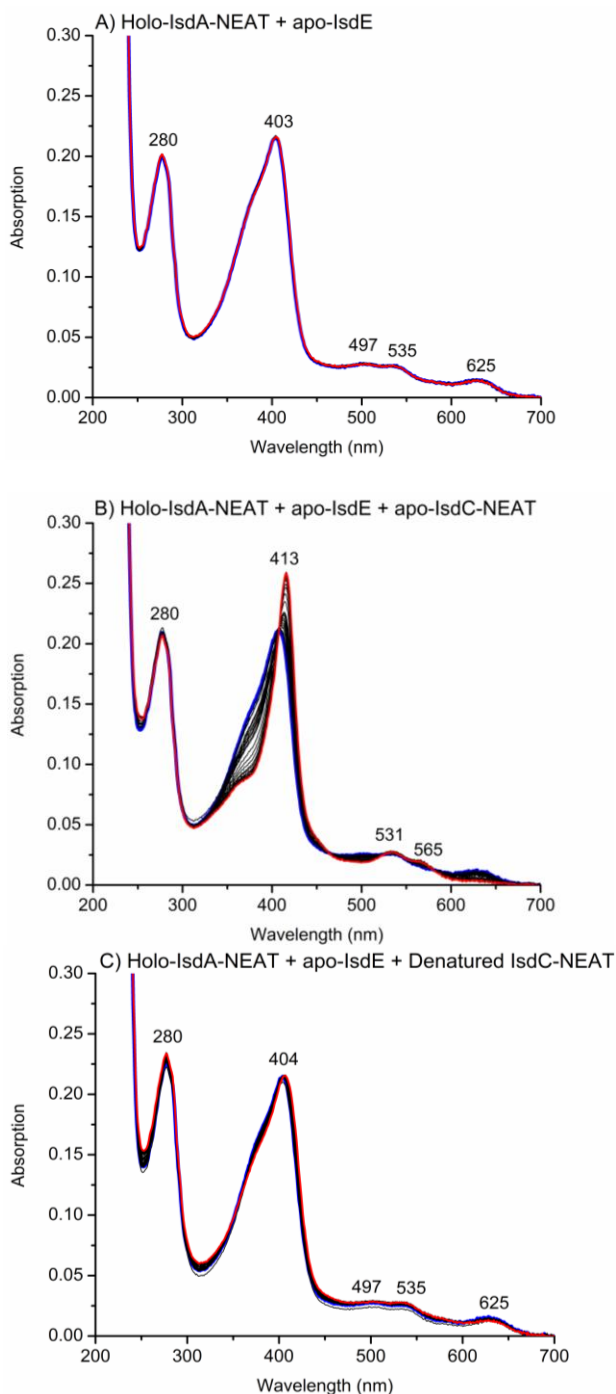 A) Holo-IsdA-NEAT + apo-IsdE
0.30
0.25
0.20
0.15
0.10
0.05
0.00
Absorption
280
403
497
535
625
200 300 400 500 600 700
Wavelength (nm)
B) Holo-IsdA-NEAT + apo-IsdE + apo-IsdC-NEAT
0.30
0.25
0.20
0.15
0.10
0.05
0.00
Absorption
280
413
531
565
200 300 400 500 600 700
Wavelength (nm)
C) Holo-IsdA-NEAT + apo-IsdE + Denatured IsdC-NEAT
0.30
0.25
0.20
0.15
0.10
0.05
0.00
Absorption
280
404
497
535
625
200 300 400 500 600 700
Wavelength (nm)